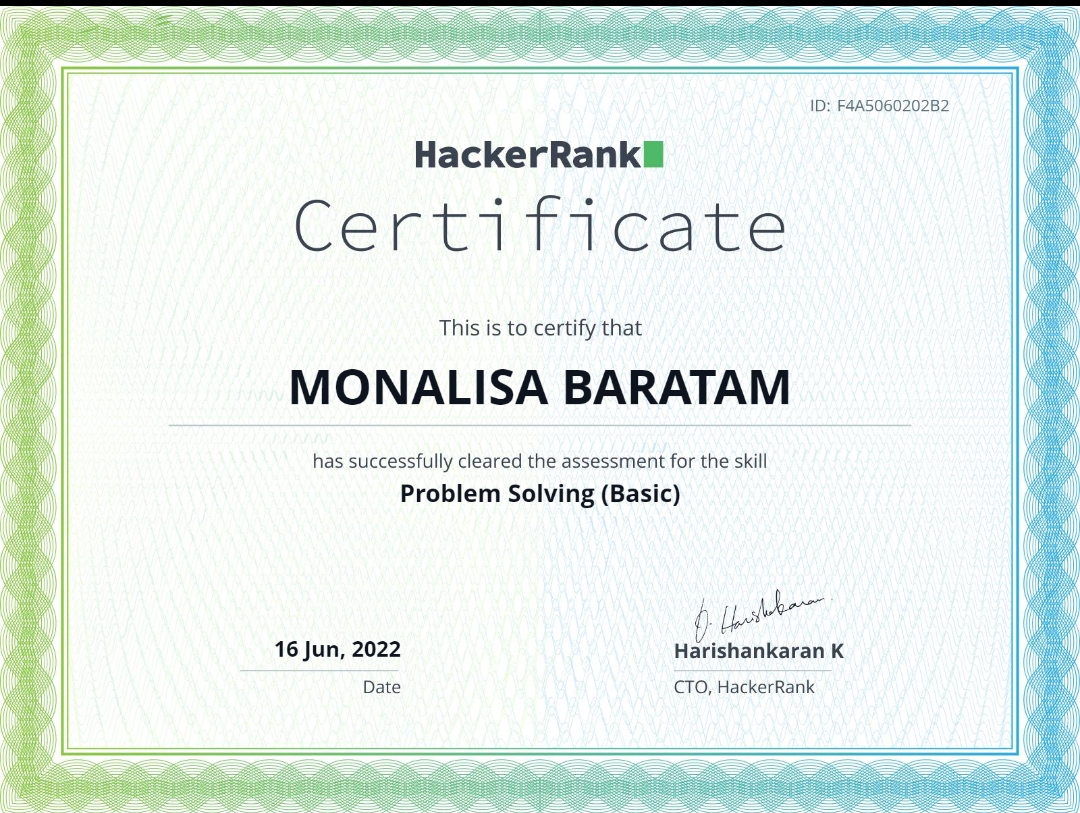 ID: F4A5060202B2
HackerRank
Certificate
This is to certify that
MONALISA BARATAM
has successfully cleared the assessment for the skill
Problem Solving (Basic)
16 Jun, 2022
Date
Harishankaran K
CTO, HackerRank